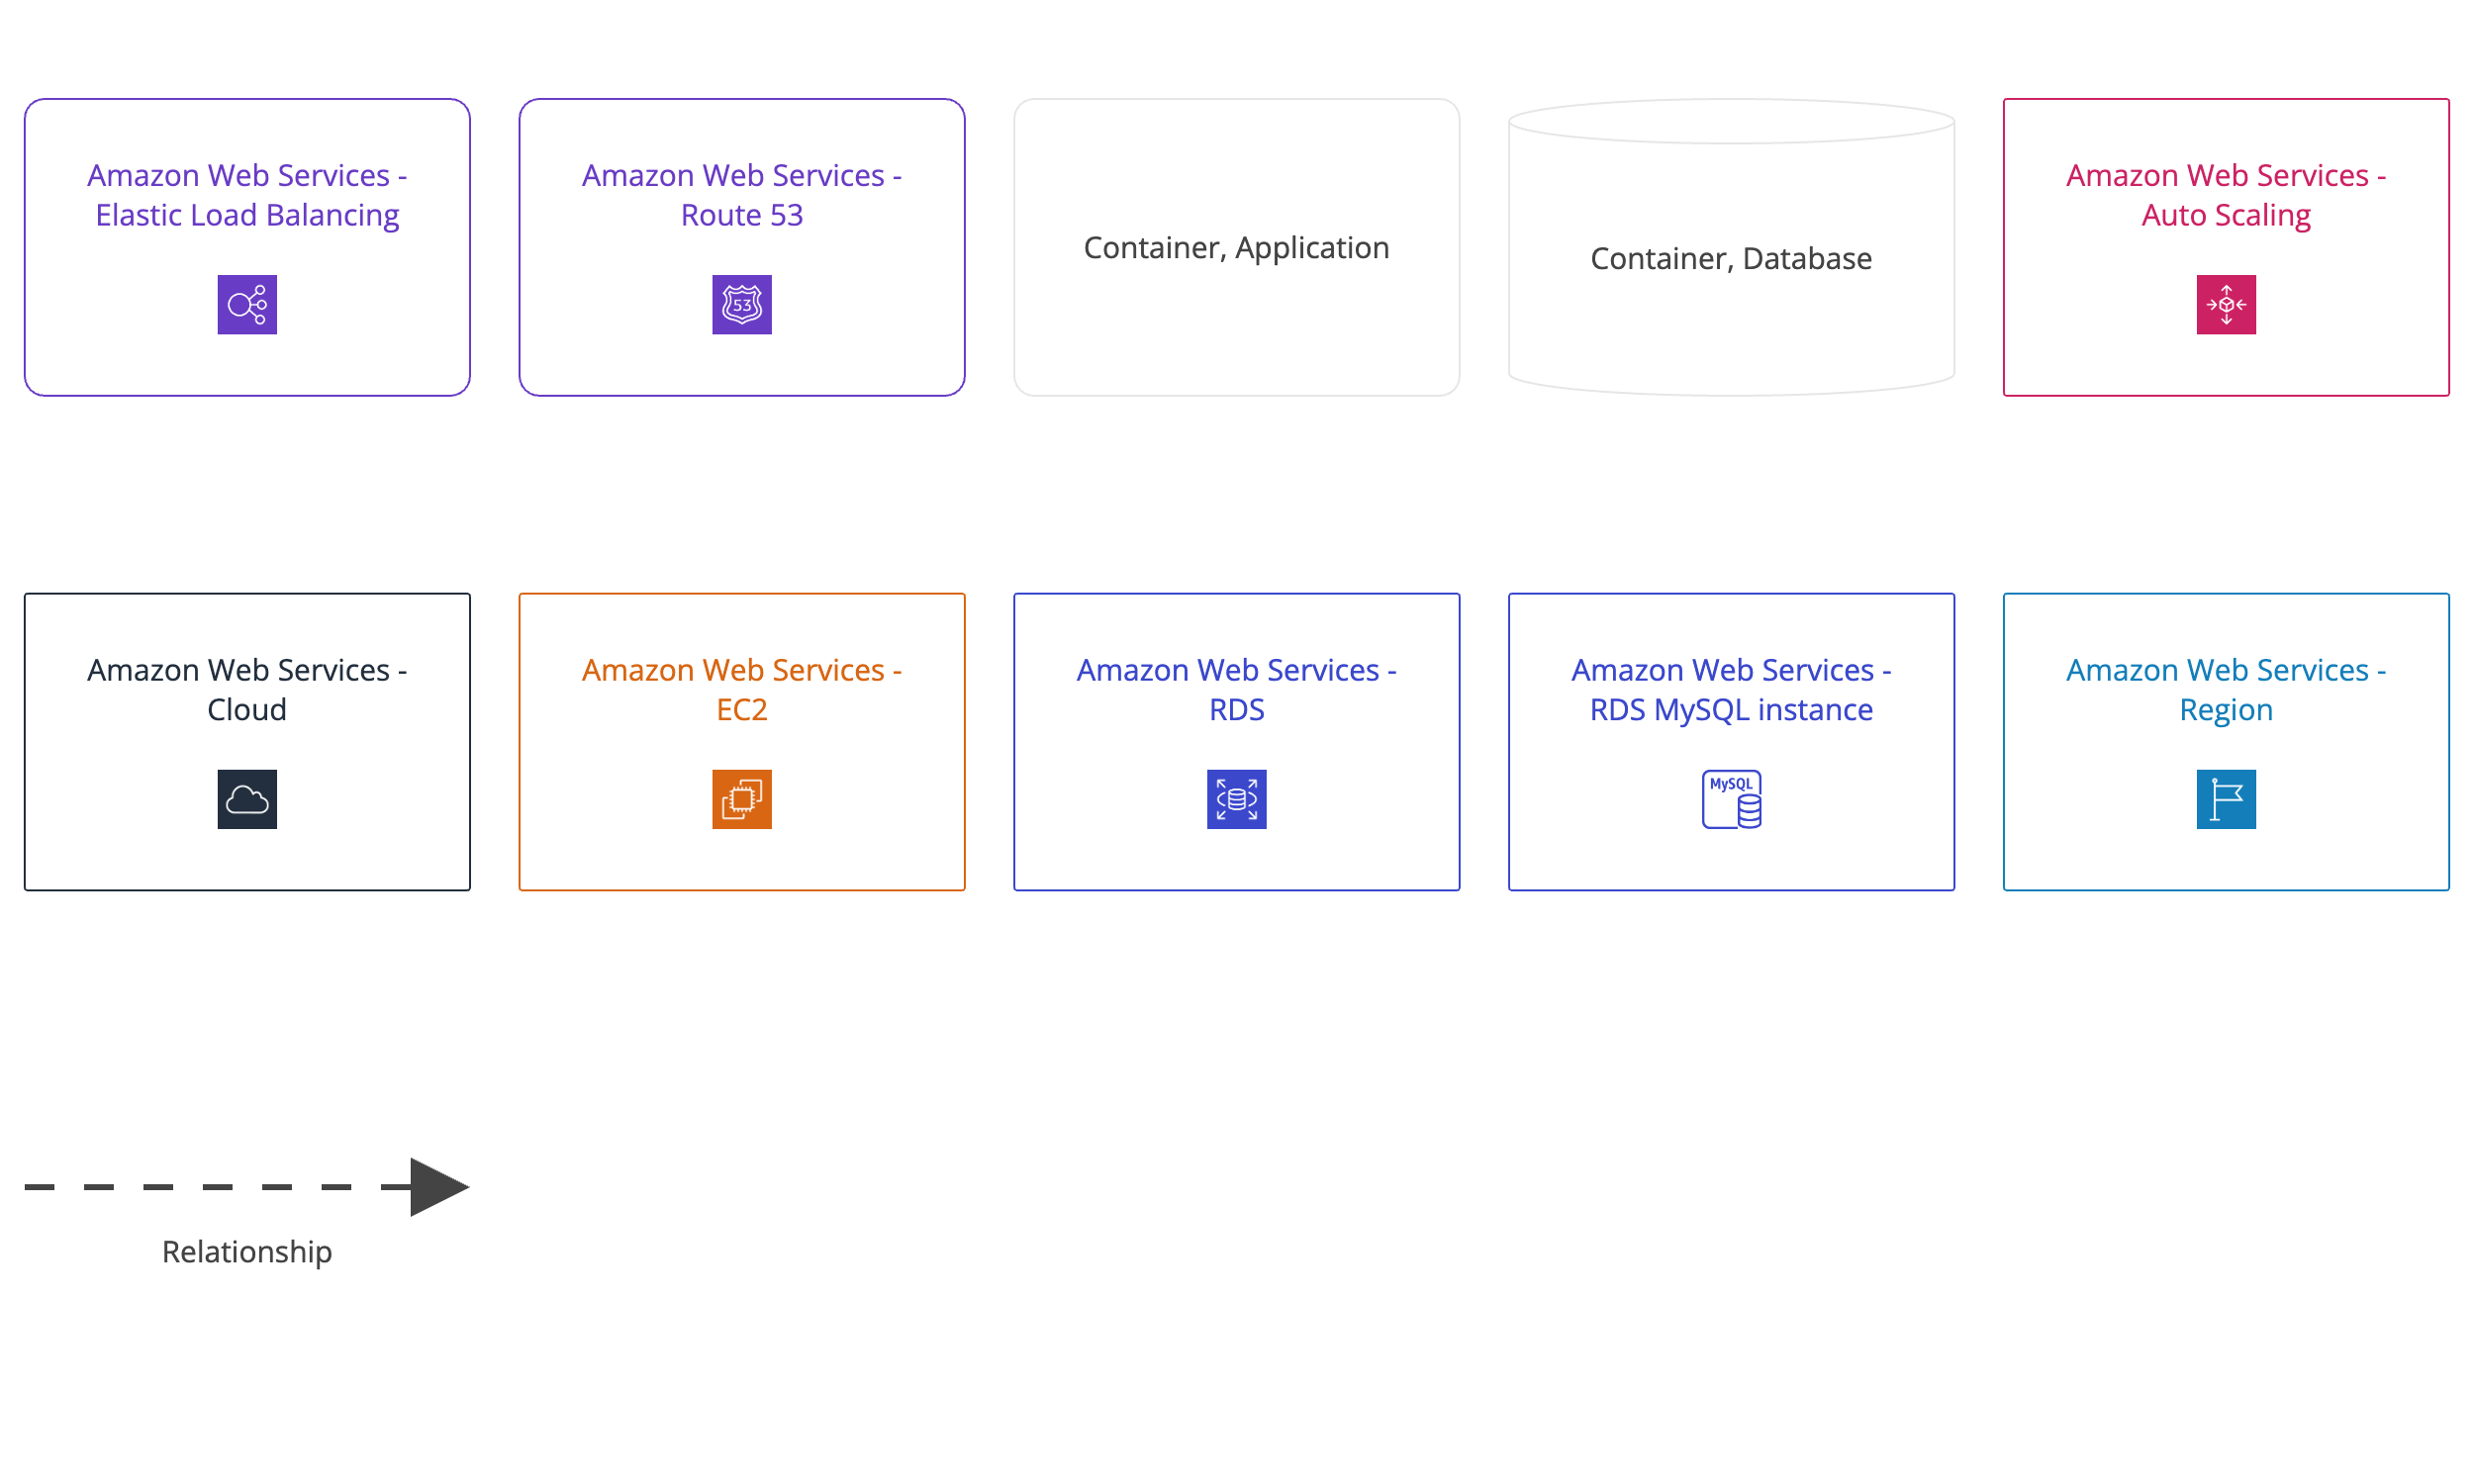 Amazon Web Services -
Elastic Load Balancing
Amazon Web Services -
Route 53
53
Container, Application
Container, Database
Amazon Web Services -
Auto Scaling
Amazon Web Services -
Cloud
Amazon Web Services -
EC2
Amazon Web Services -
RDS
Amazon Web Services -
RDS MySQL instance
MySQL
Amazon Web Services -
Region
Relationship